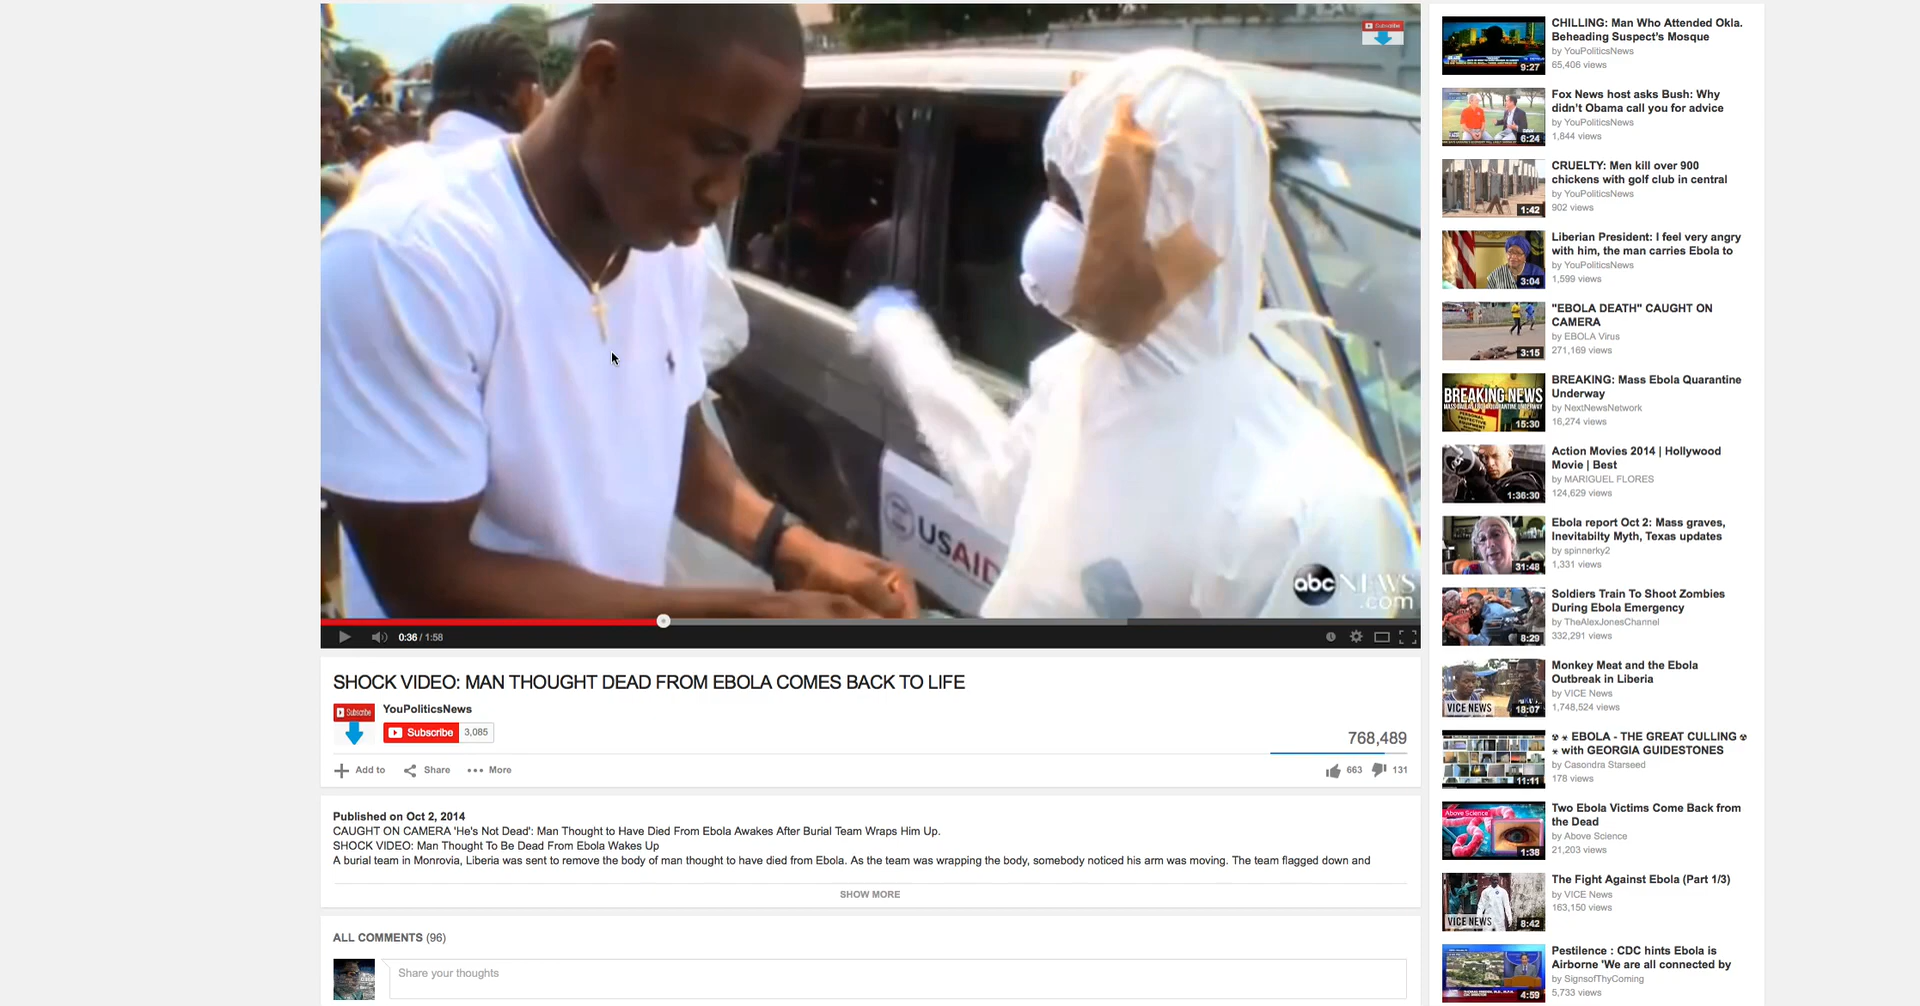 Subscribe
USAID
abc NEWS
.com
0:36 / 1:58
SHOCK VIDEO: MAN THOUGHT DEAD FROM EBOLA COMES BACK TO LIFE
Subscribe
YouPoliticsNews
Subscribe 3,085
768,489
Add to Share More
663 131
Published on Oct 2, 2014
CAUGHT ON CAMERA 'He's Not Dead': Man Thought to Have Died From Ebola Awakes After Burial Team Wraps Him Up.
SHOCK VIDEO: Man Thought To Be Dead From Ebola Wakes Up
A burial team in Monrovia, Liberia was sent to remove the body of man thought to have died from Ebola. As the team was wrapping the body, somebody noticed his arm was moving. The team flagged down and
SHOW MORE
ALL COMMENTS (96)
Share your thoughts
CHILLING: Man Who Attended Okla.
Beheading Suspect's Mosque
by YouPoliticsNews
65,406 views
9:27
Fox News host asks Bush: Why
didn't Obama call you for advice
by YouPoliticsNews
1,844 views
6:24
CRUELTY: Men kill over 900
chickens with golf club in central
by YouPoliticsNews
902 views
1:42
Liberian President: I feel very angry
with him, the man carries Ebola to
by YouPoliticsNews
1,599 views
3:04
"EBOLA DEATH" CAUGHT ON
CAMERA
by EBOLA Virus
271,169 views
3:15
BREAKING: Mass Ebola Quarantine
Underway
by NextNewsNetwork
16,274 views
BREAKING NEWS
15:30
Action Movies 2014 | Hollywood
Movie | Best
by MARIGUEL FLORES
124,629 views
1:36:30
Ebola report Oct 2: Mass graves,
Inevitabilty Myth, Texas updates
by spinnerky2
1,331 views
31:48
Soldiers Train To Shoot Zombies
During Ebola Emergency
by TheAlexJonesChannel
332,291 views
8:29
Monkey Meat and the Ebola
Outbreak in Liberia
by VICE News
1,748,524 views
VICE NEWS
18:07
☢ ☣ EBOLA - THE GREAT CULLING ☢
☣ with GEORGIA GUIDESTONES
by Casondra Starseed
178 views
11:11
Two Ebola Victims Come Back from
the Dead
by Above Science
21,203 views
Above Science
1:38
The Fight Against Ebola (Part 1/3)
by VICE News
163,150 views
VICE NEWS
8:42
Pestilence : CDC hints Ebola is
Airborne 'We are all connected by
by SignsofThyComing
5,733 views
4:59